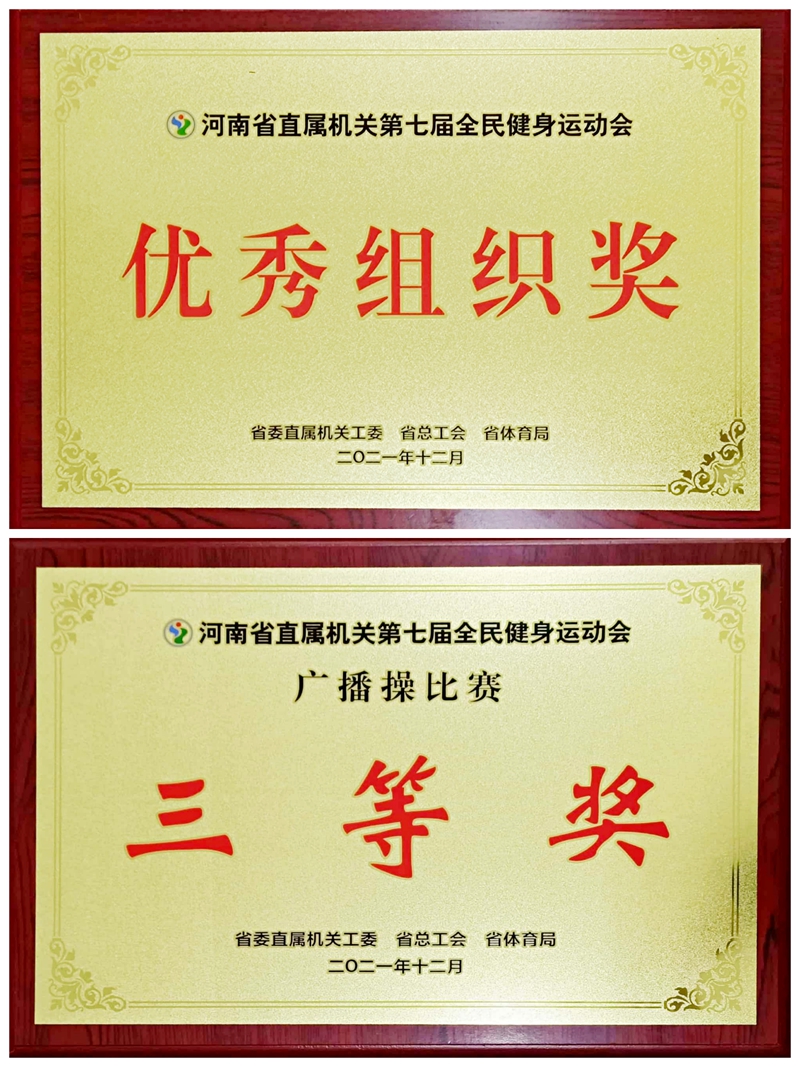 河南省直属机关第七届全民健身运动会
优秀组织奖
省委直属机关工委 省总工会 省体育局
二〇二一年十二月
河南省直属机关第七届全民健身运动会
广播操比赛
三等奖
省委直属机关工委 省总工会 省体育局
二〇二一年十二月